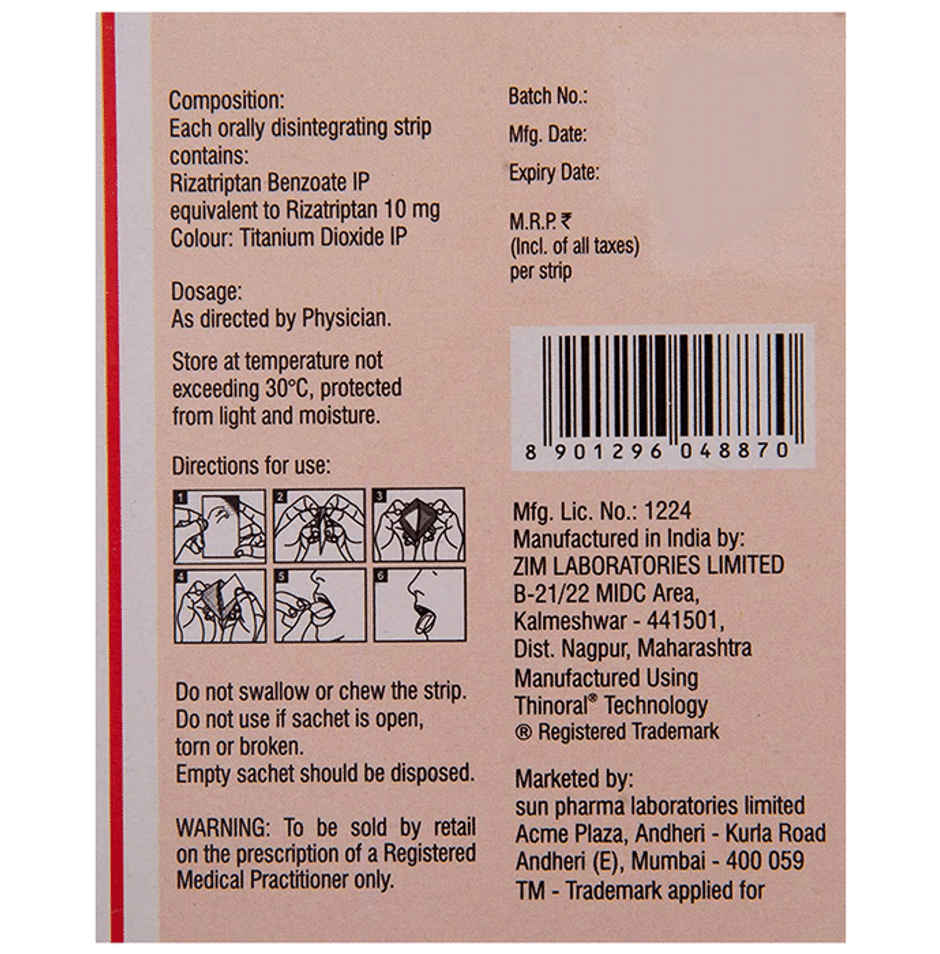 Composition:
Each orally disintegrating strip
contains:
Rizatriptan Benzoate IP
equivalent to Rizatriptan 10 mg
Colour: Titanium Dioxide IP
Dosage:
As directed by Physician.
Store at temperature not
exceeding 30°C, protected
from light and moisture.
Directions for use:
1
2
3
4
5
6
Do not swallow or chew the strip.
Do not use if sachet is open,
torn or broken.
Empty sachet should be disposed.
WARNING: To be sold by retail
on the prescription of a Registered
Medical Practitioner only.
Batch No.:
Mfg. Date:
Expiry Date:
M.R.P. ₹
(Incl. of all taxes)
per strip
8 901296 048870
Mfg. Lic. No.: 1224
Manufactured in India by:
ZIM LABORATORIES LIMITED
B-21/22 MIDC Area,
Kalmeshwar - 441501,
Dist. Nagpur, Maharashtra
Manufactured Using
Thinoral® Technology
® Registered Trademark
Marketed by:
sun pharma laboratories limited
Acme Plaza, Andheri - Kurla Road
Andheri (E), Mumbai - 400 059
TM - Trademark applied for